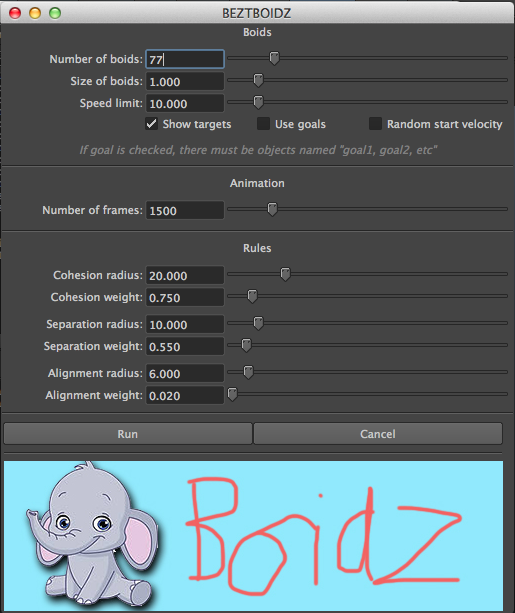 BEZTBOIDZ
Boids
Number of boids: 77
Size of boids: 1.000
Speed limit: 10.000
Show targets Use goals Random start velocity
If goal is checked, there must be objects named "goal1, goal2, etc"
Animation
Number of frames: 1500
Rules
Cohesion radius: 20.000
Cohesion weight: 0.750
Separation radius: 10.000
Separation weight: 0.550
Alignment radius: 6.000
Alignment weight: 0.020
Run Cancel
Boidz